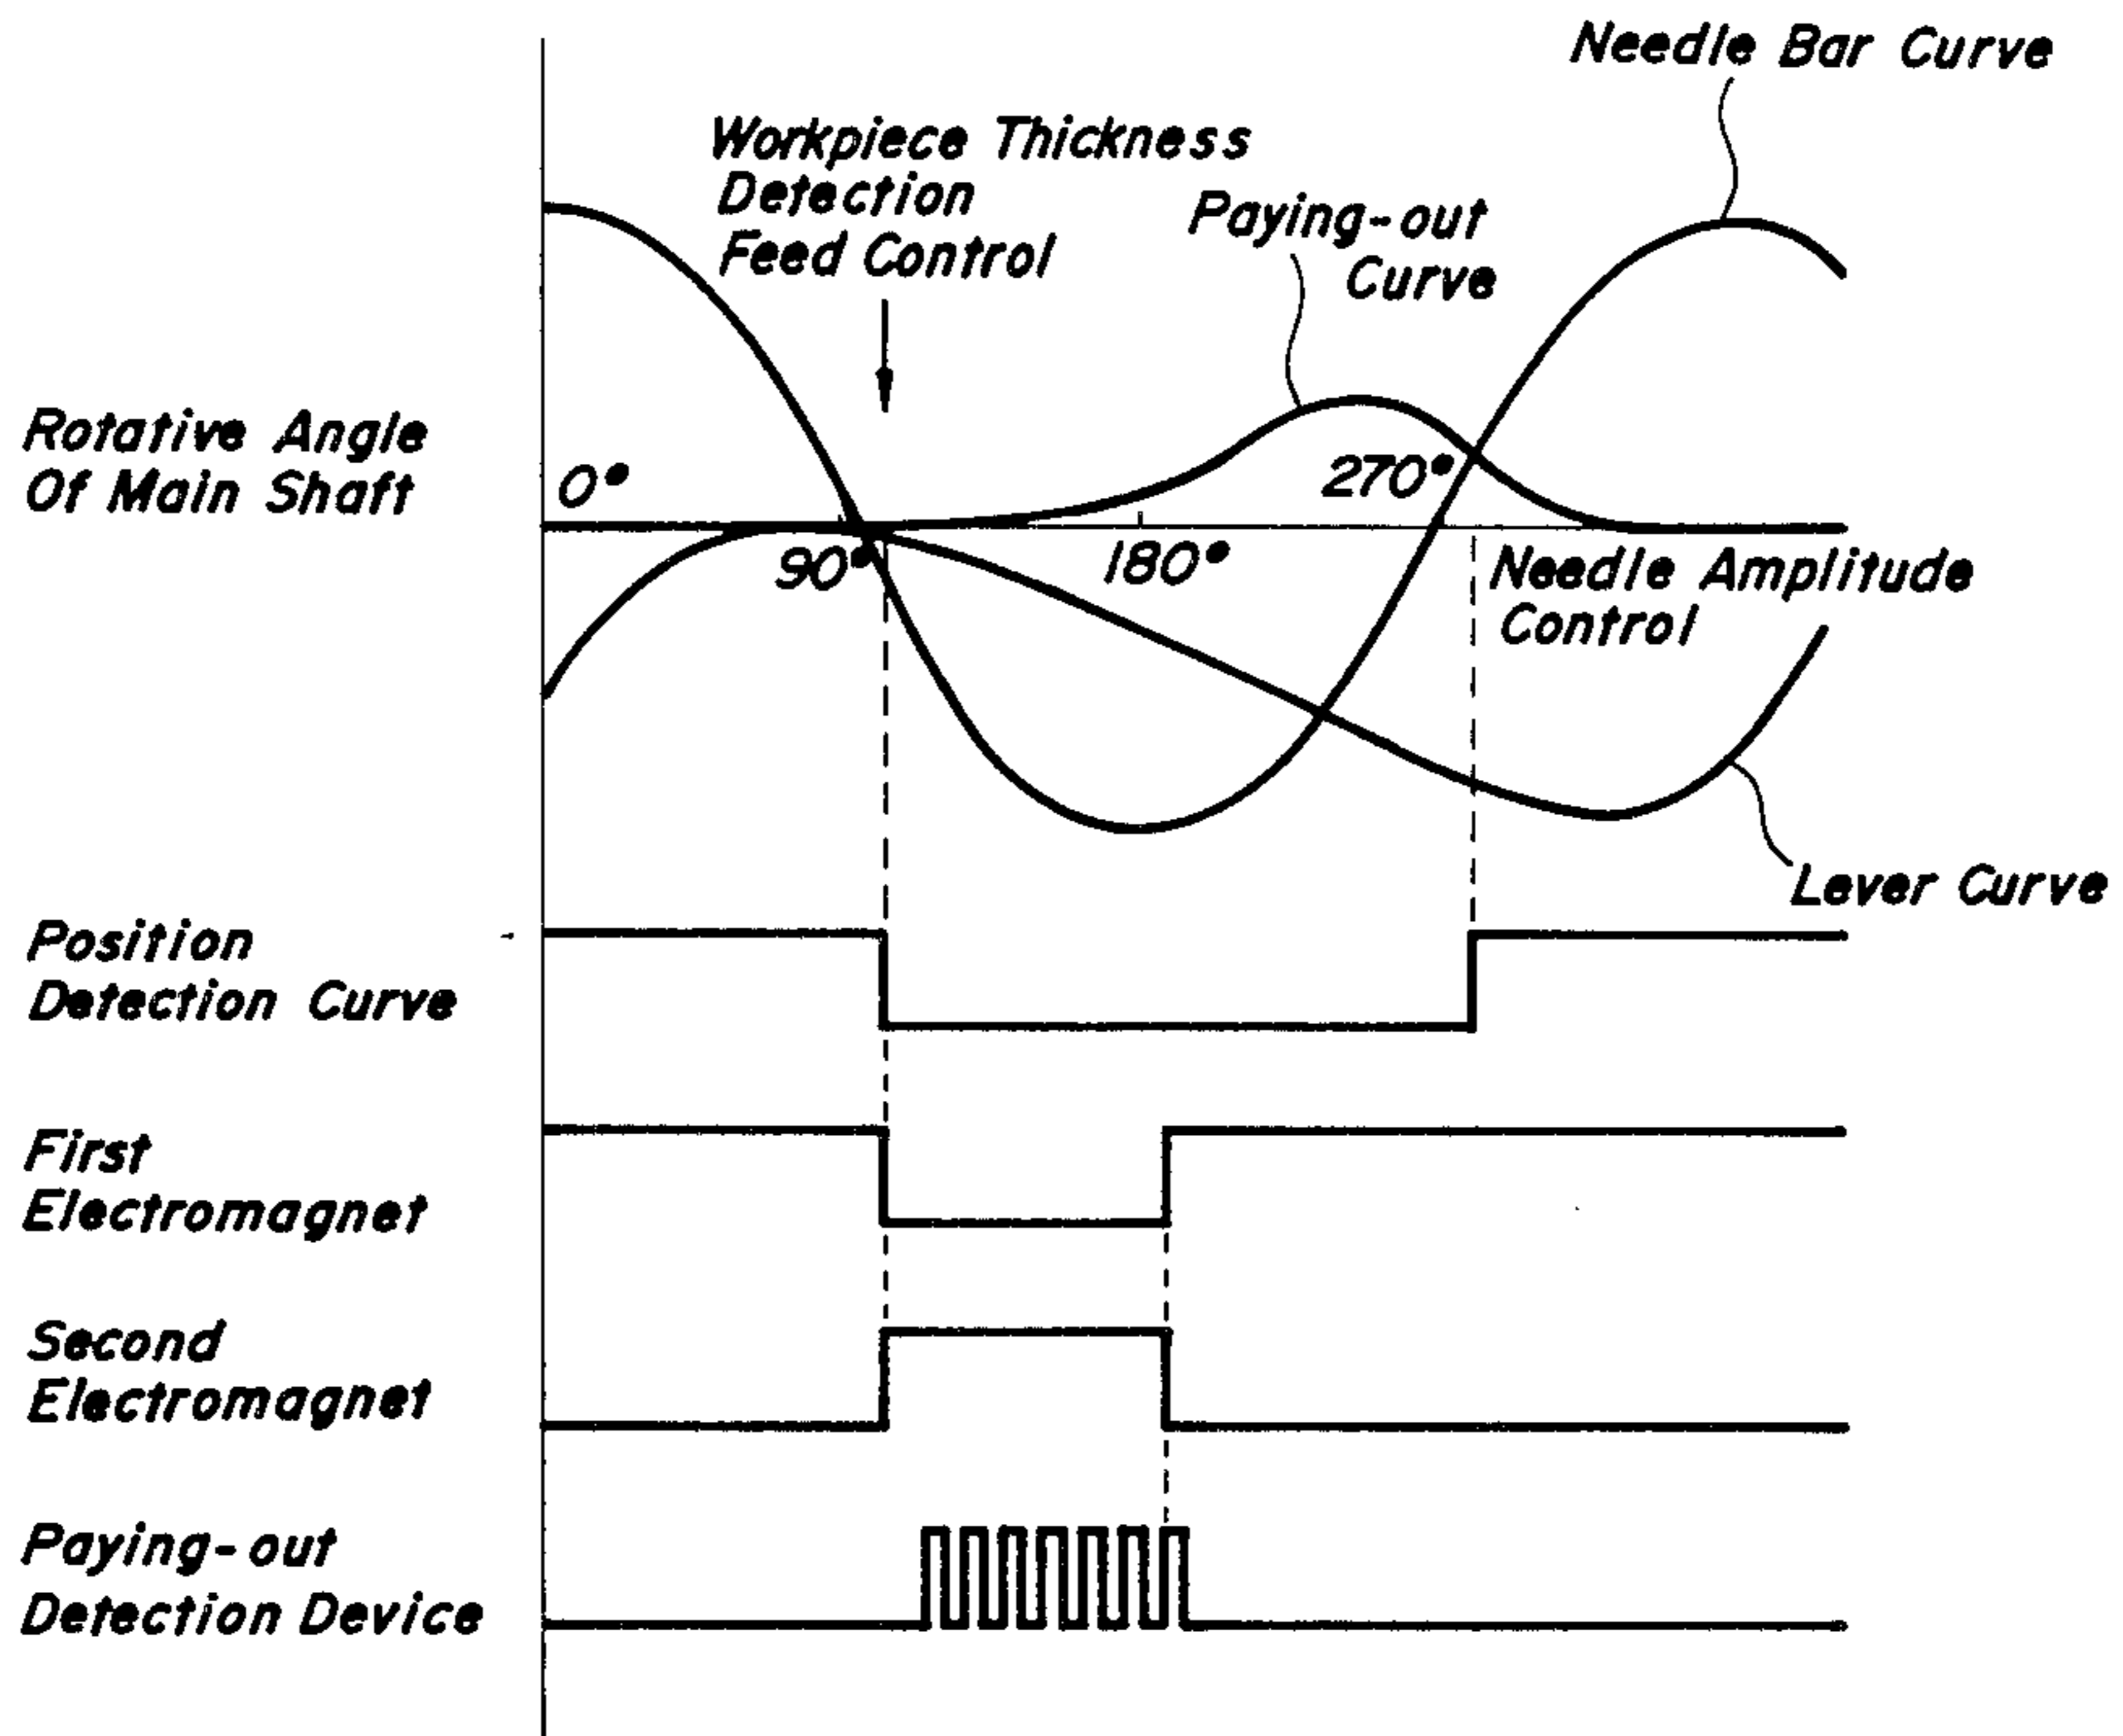 Needle Bar Curve
Workpiece Thickness
Detection
Feed Control
Paying-out
Curve
Rotative Angle
Of Main Shaft
0°
90°
180°
270°
Needle Amplitude
Control
Lever Curve
Position
Detection Curve
First
Electromagnet
Second
Electromagnet
Paying-out
Detection Device